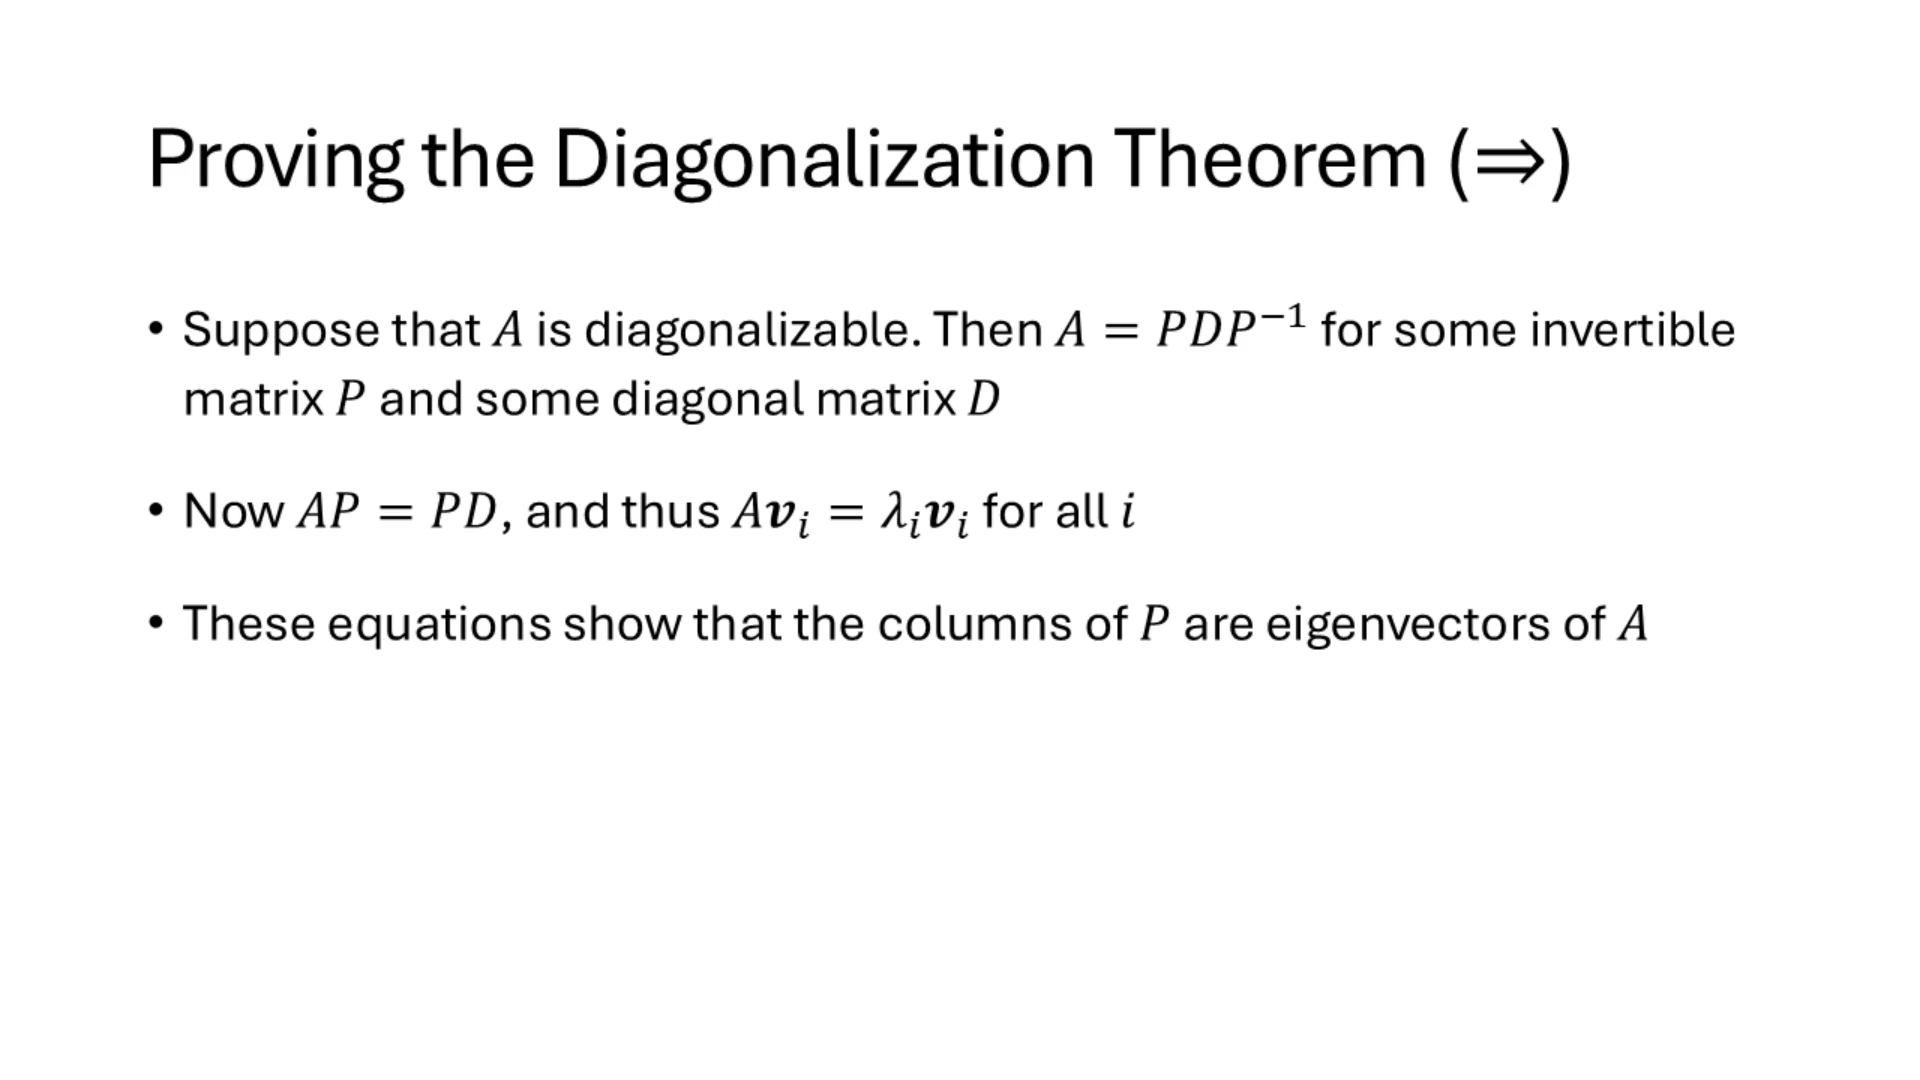 Proving the Diagonalization Theorem (⇒)
• Suppose that A is diagonalizable. Then A = PDP⁻¹ for some invertible
matrix P and some diagonal matrix D
• Now AP = PD, and thus A𝒗ᵢ = λᵢ𝒗ᵢ for all i
• These equations show that the columns of P are eigenvectors of A